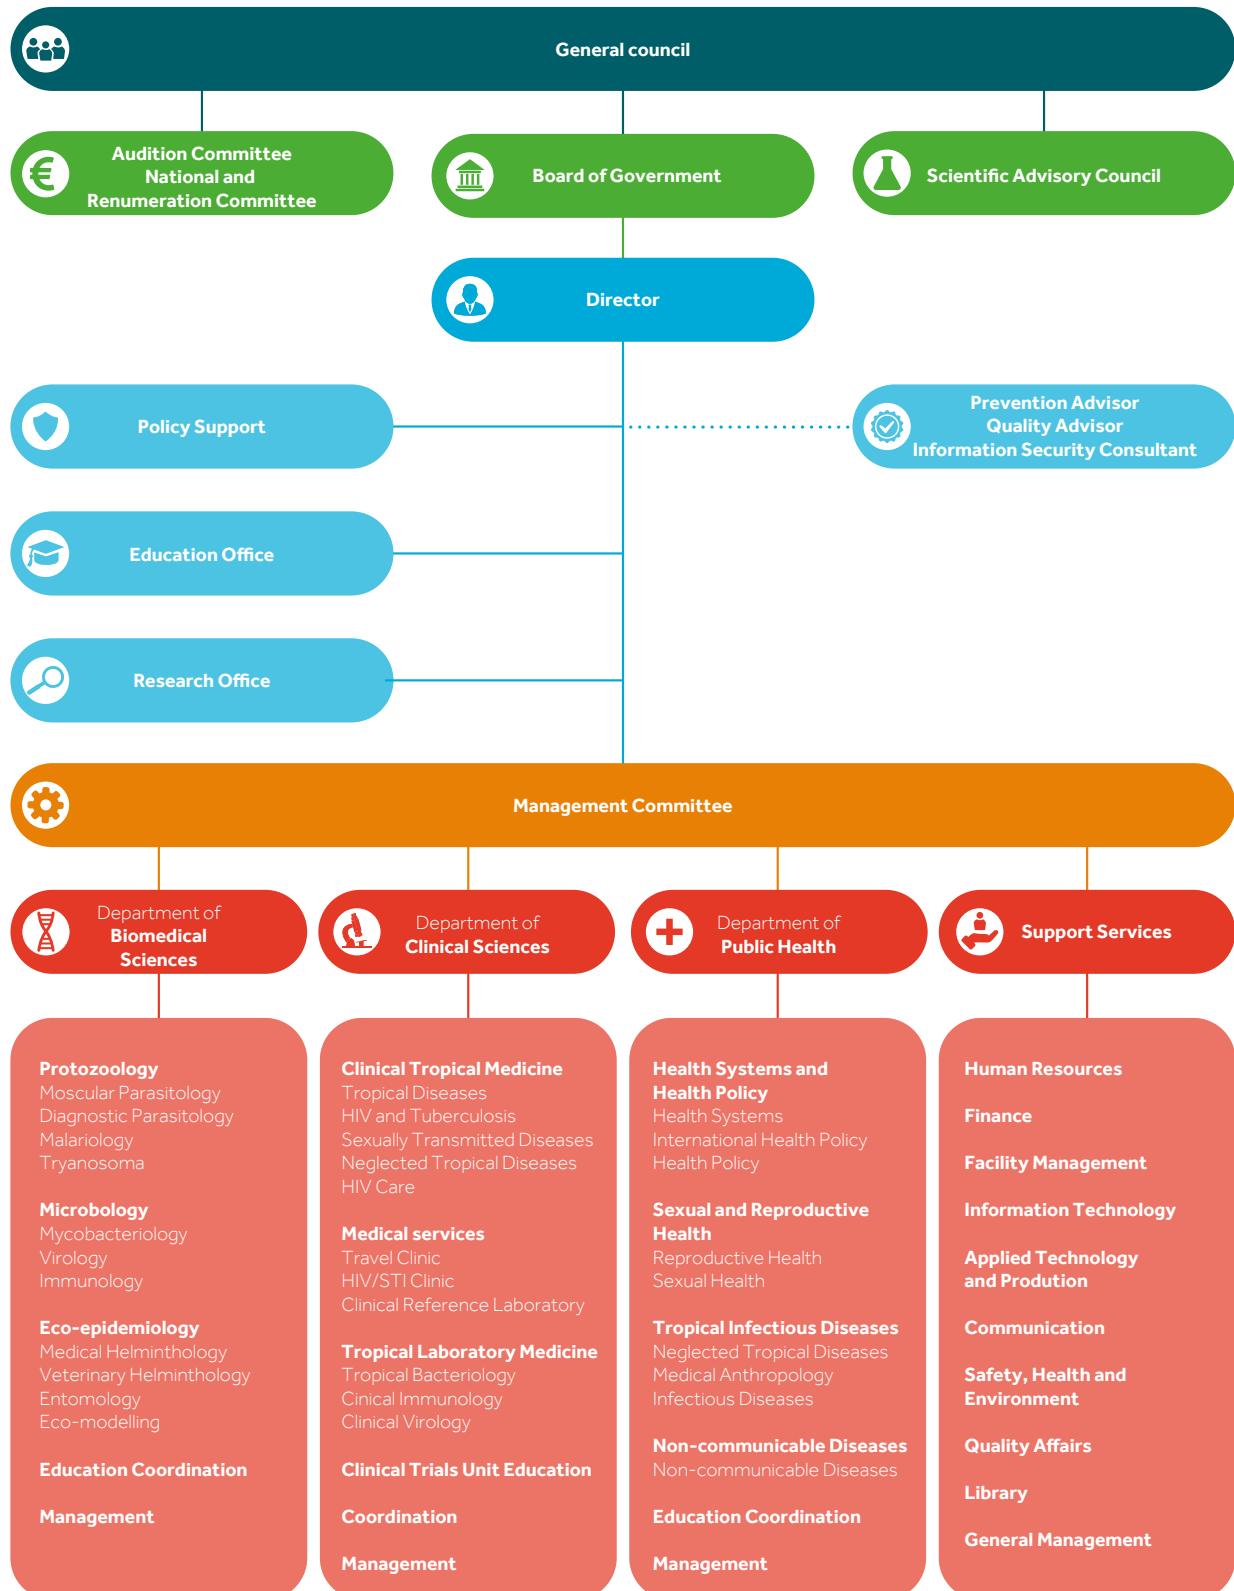 General council
Audition Committee
National and
Renumeration Committee
Board of Government
Scientific Advisory Council
Director
Policy Support
Prevention Advisor
Quality Advisor
Information Security Consultant
Education Office
Research Office
Management Committee
Department of
Biomedical
Sciences
Department of
Clinical Sciences
Department of
Public Health
Support Services
Protozoology
Moscular Parasitology
Diagnostic Parasitology
Malariology
Tryanosoma
Microbology
Mycobacteriology
Virology
Immunology
Eco-epidemiology
Medical Helminthology
Veterinary Helminthology
Entomology
Eco-modelling
Education Coordination
Management
Clinical Tropical Medicine
Tropical Diseases
HIV and Tuberculosis
Sexually Transmitted Diseases
Neglected Tropical Diseases
HIV Care
Medical services
Travel Clinic
HIV/STI Clinic
Clinical Reference Laboratory
Tropical Laboratory Medicine
Tropical Bacteriology
Cinical Immunology
Clinical Virology
Clinical Trials Unit Education
Coordination
Management
Health Systems and
Health Policy
Health Systems
International Health Policy
Health Policy
Sexual and Reproductive
Health
Reproductive Health
Sexual Health
Tropical Infectious Diseases
Neglected Tropical Diseases
Medical Anthropology
Infectious Diseases
Non-communicable Diseases
Non-communicable Diseases
Education Coordination
Management
Human Resources
Finance
Facility Management
Information Technology
Applied Technology
and Prodution
Communication
Safety, Health and
Environment
Quality Affairs
Library
General Management